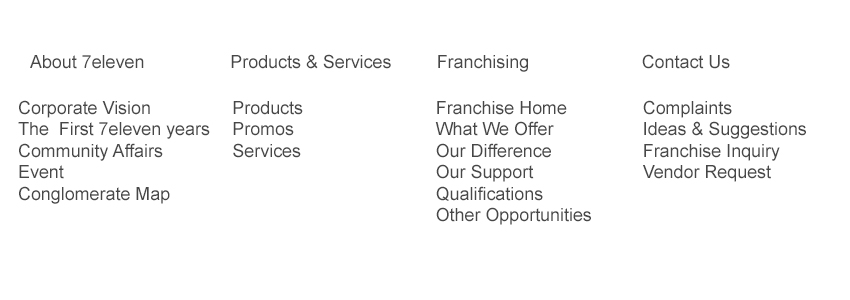 About 7eleven
Corporate Vision
The  First 7eleven years
Community Affairs
Event
Conglomerate Map
Products & Services
Products
Promos
Services
Franchising
Franchise Home
What We Offer
Our Difference
Our Support
Qualifications
Other Opportunities
Contact Us
Complaints
Ideas & Suggestions
Franchise Inquiry
Vendor Request